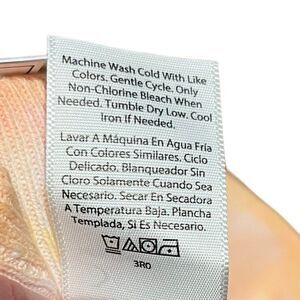 Machine Wash Cold With Like
Colors. Gentle Cycle. Only
Non-Chlorine Bleach When
Needed. Tumble Dry Low. Cool
Iron If Needed.
Lavar A Máquina En Agua Fria
Con Colores Similares. Ciclo
Delicado. Blanqueador Sin
Cloro Solamente Cuando Sea
Necesario. Secar En Secadora
A Temperatura Baja. Plancha
Templada, Si Es Necesario.
3R0